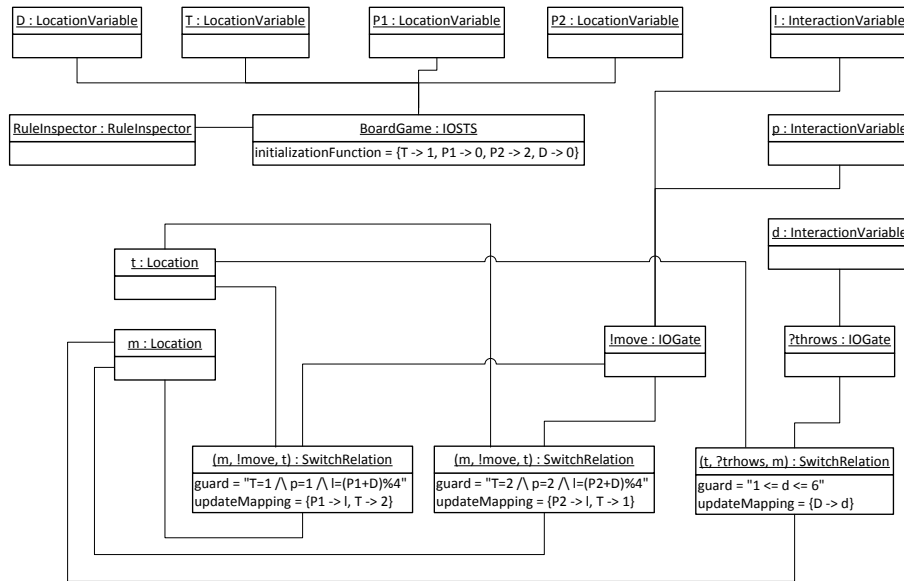 D : LocationVariable
T : LocationVariable
P1 : LocationVariable
P2 : LocationVariable
l : InteractionVariable
RuleInspector : RuleInspector
BoardGame : IOSTS
initializationFunction = {T -> 1, P1 -> 0, P2 -> 2, D -> 0}
p : InteractionVariable
d : InteractionVariable
t : Location
m : Location
!move : IOGate
?throws : IOGate
(m, !move, t) : SwitchRelation
guard = "T=1 /\ p=1 /\ l=(P1+D)%4"
updateMapping = {P1 -> l, T -> 2}
(m, !move, t) : SwitchRelation
guard = "T=2 /\ p=2 /\ l=(P2+D)%4"
updateMapping = {P2 -> l, T -> 1}
(t, ?trhows, m) : SwitchRelation
guard = "1 <= d <= 6"
updateMapping = {D -> d}